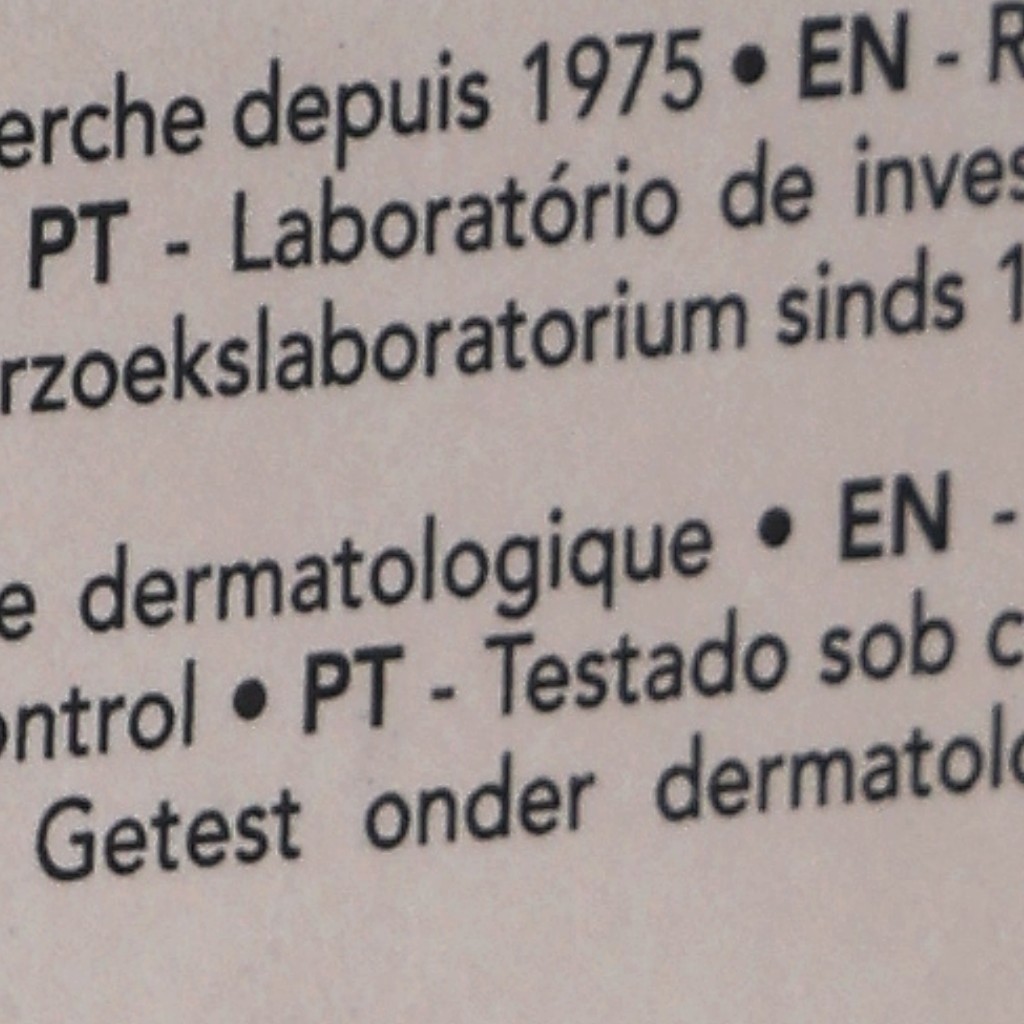 erche depuis 1975 • EN - R
PT - Laboratório de inves
rzoekslaboratorium sinds 1
e dermatologique • EN -
ontrol • PT - Testado sob c
Getest onder dermatolo